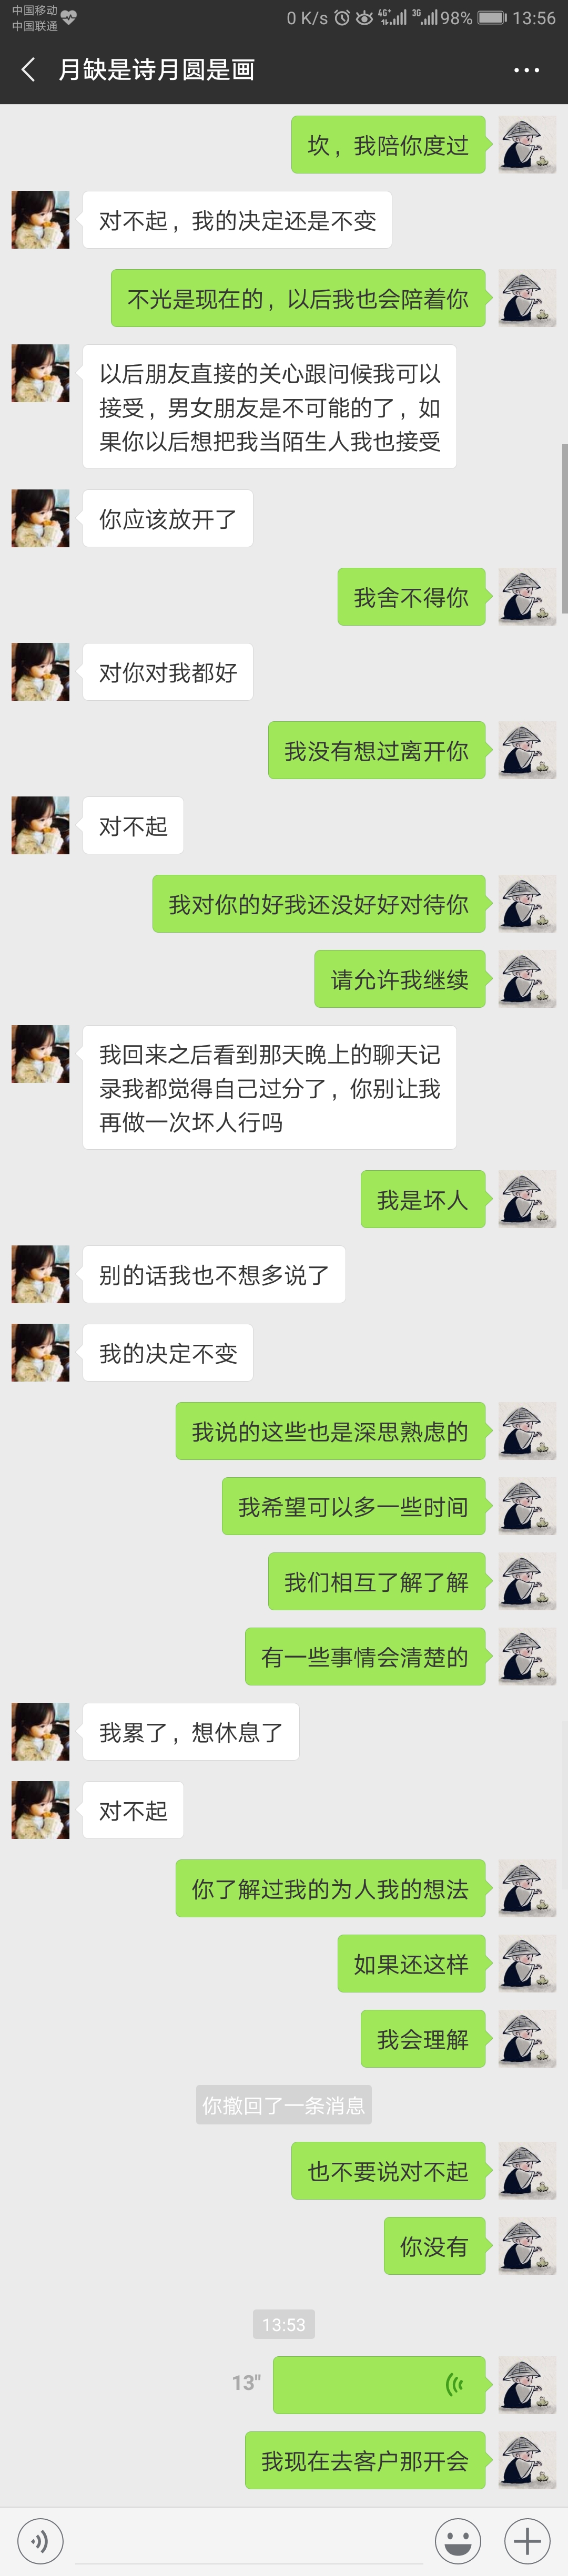 中国移动
中国联通
0 K/s 4G+ 3G 98% 13:56
月缺是诗月圆是画
坎，我陪你度过
对不起，我的决定还是不变
不光是现在的，以后我也会陪着你
以后朋友直接的关心跟问候我可以
接受，男女朋友是不可能的了，如
果你以后想把我当陌生人我也接受
你应该放开了
我舍不得你
对你对我都好
我没有想过离开你
对不起
我对你的好我还没好好对待你
请允许我继续
我回来之后看到那天晚上的聊天记
录我都觉得自己过分了，你别让我
再做一次坏人行吗
我是坏人
别的话我也不想多说了
我的决定不变
我说的这些也是深思熟虑的
我希望可以多一些时间
我们相互了解了解
有一些事情会清楚的
我累了，想休息了
对不起
你了解过我的为人我的想法
如果还这样
我会理解
你撤回了一条消息
也不要说对不起
你没有
13:53
13"
我现在去客户那开会